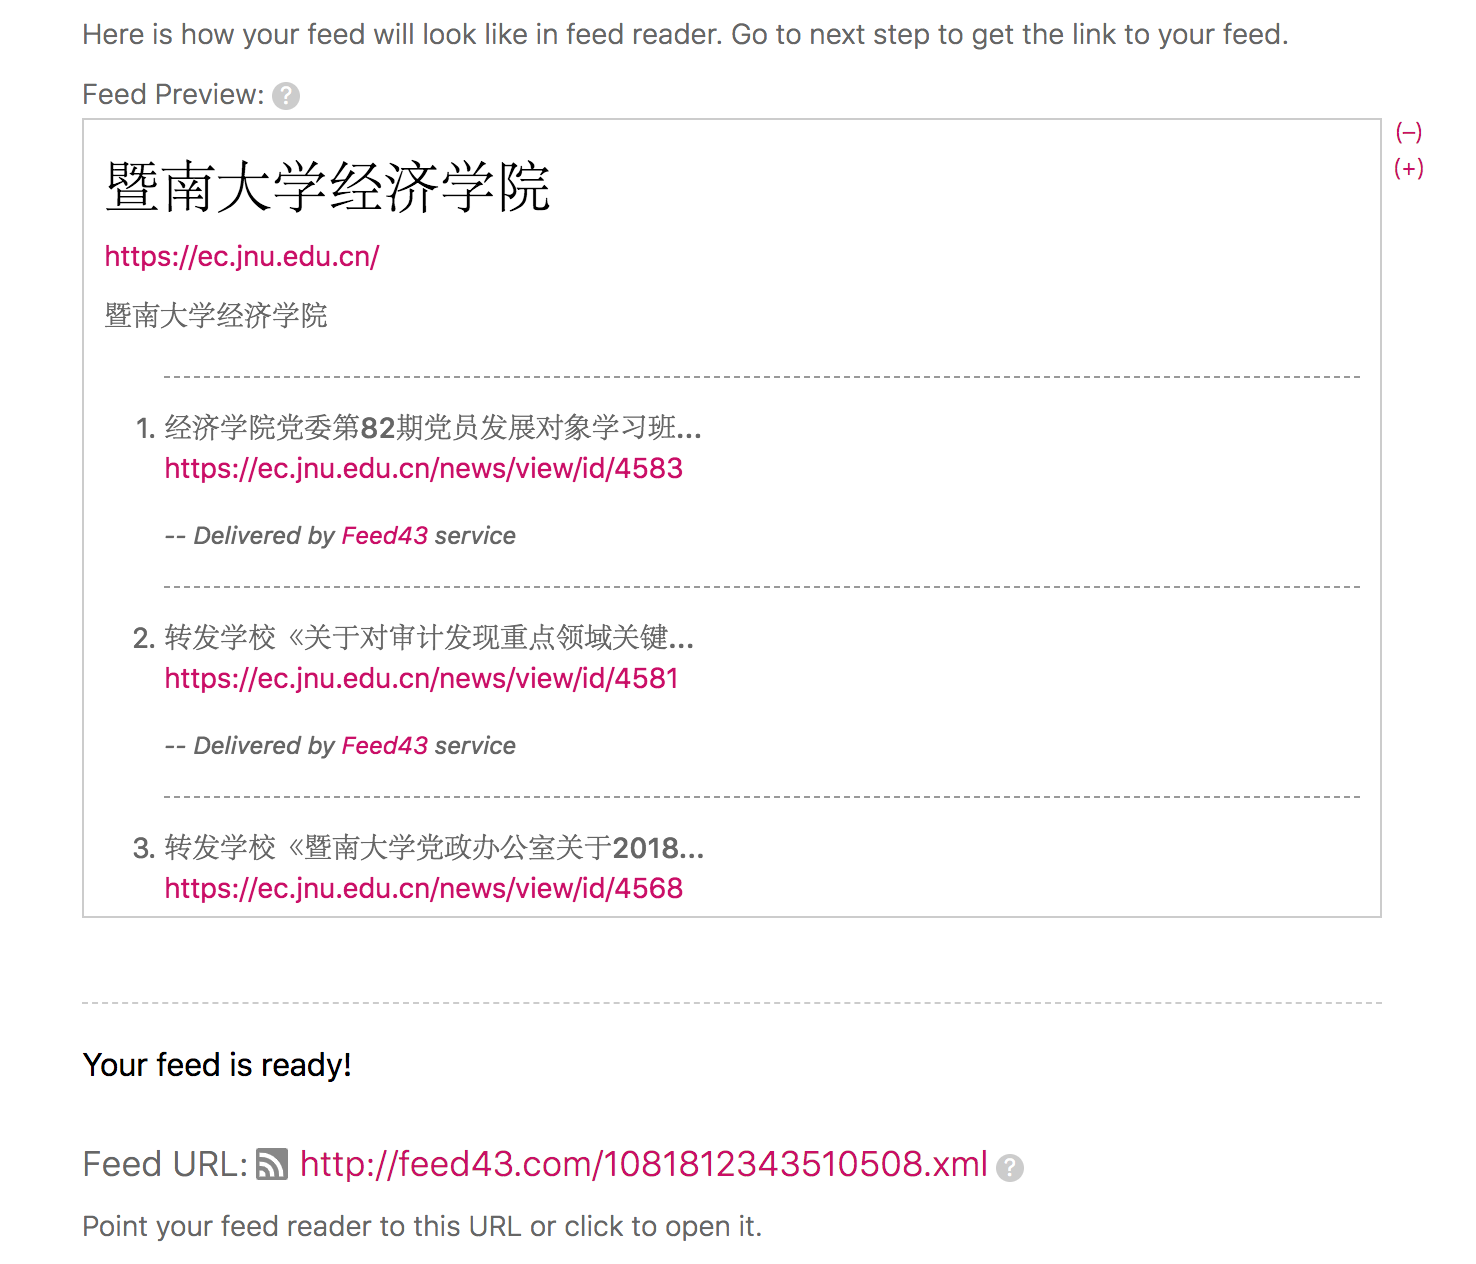 Here is how your feed will look like in feed reader. Go to next step to get the link to your feed.
Feed Preview: ?
(–)
(+)
暨南大学经济学院
https://ec.jnu.edu.cn/
暨南大学经济学院
1. 经济学院党委第82期党员发展对象学习班...
https://ec.jnu.edu.cn/news/view/id/4583
-- Delivered by Feed43 service
2. 转发学校《关于对审计发现重点领域关键...
https://ec.jnu.edu.cn/news/view/id/4581
-- Delivered by Feed43 service
3. 转发学校《暨南大学党政办公室关于2018...
https://ec.jnu.edu.cn/news/view/id/4568
Your feed is ready!
Feed URL: http://feed43.com/1081812343510508.xml ?
Point your feed reader to this URL or click to open it.